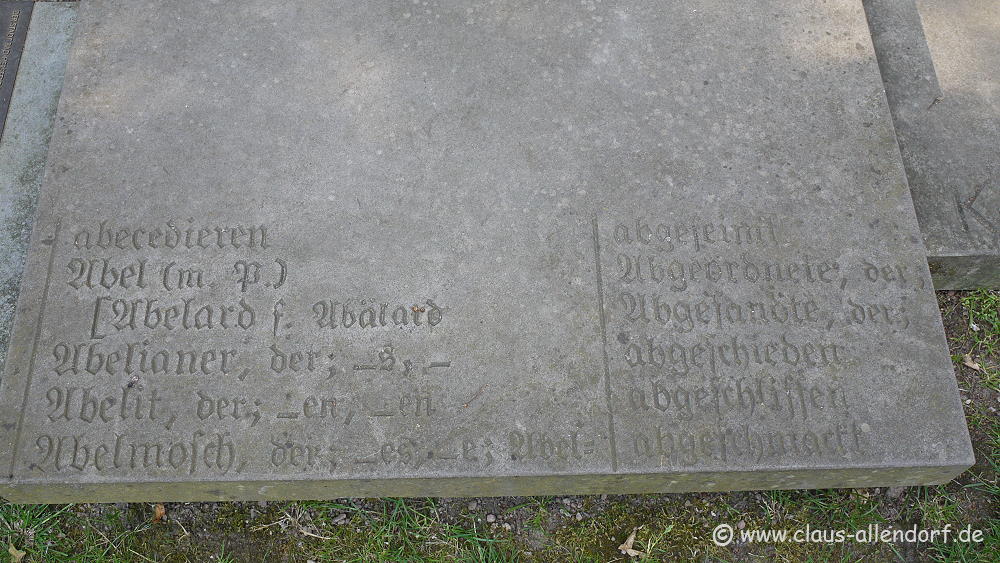 abecedieren
Abel (m. P.)
[Abelard s. Abälard
Abelianer, der; –s, –
Abelit, der; –en, –en
Abelmosch, der; –es, –e; Abel-
abgefeimt
Abgeordnete, der;
Abgesandte, der;
abgeschieden
abgeschliffen
abgeschmackt
© www.claus-allendorf.de